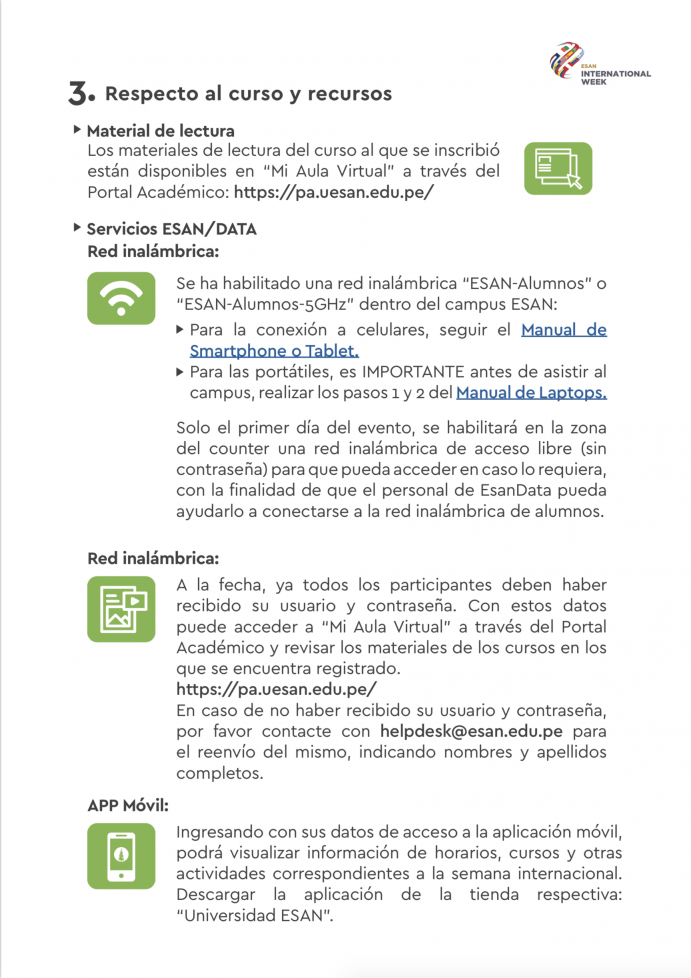 ESAN
INTERNATIONAL
WEEK
3. Respecto al curso y recursos
Material de lectura
Los materiales de lectura del curso al que se inscribió
están disponibles en “Mi Aula Virtual” a través del
Portal Académico: https://pa.uesan.edu.pe/
Servicios ESAN/DATA
Red inalámbrica:
Se ha habilitado una red inalámbrica “ESAN-Alumnos” o
“ESAN-Alumnos-5GHz” dentro del campus ESAN:
Para la conexión a celulares, seguir el Manual de
Smartphone o Tablet.
Para las portátiles, es IMPORTANTE antes de asistir al
campus, realizar los pasos 1 y 2 del Manual de Laptops.
Solo el primer día del evento, se habilitará en la zona
del counter una red inalámbrica de acceso libre (sin
contraseña) para que pueda acceder en caso lo requiera,
con la finalidad de que el personal de EsanData pueda
ayudarlo a conectarse a la red inalámbrica de alumnos.
Red inalámbrica:
A la fecha, ya todos los participantes deben haber
recibido su usuario y contraseña. Con estos datos
puede acceder a “Mi Aula Virtual” a través del Portal
Académico y revisar los materiales de los cursos en los
que se encuentra registrado.
https://pa.uesan.edu.pe/
En caso de no haber recibido su usuario y contraseña,
por favor contacte con helpdesk@esan.edu.pe para
el reenvío del mismo, indicando nombres y apellidos
completos.
APP Móvil:
Ingresando con sus datos de acceso a la aplicación móvil,
podrá visualizar información de horarios, cursos y otras
actividades correspondientes a la semana internacional.
Descargar la aplicación de la tienda respectiva:
“Universidad ESAN”.